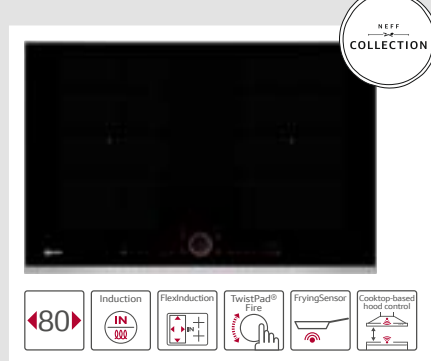 NEFF
COLLECTION
80
Induction
IN
FlexInduction
IN
TwistPad®
Fire
FryingSensor
Cooktop-based
hood control